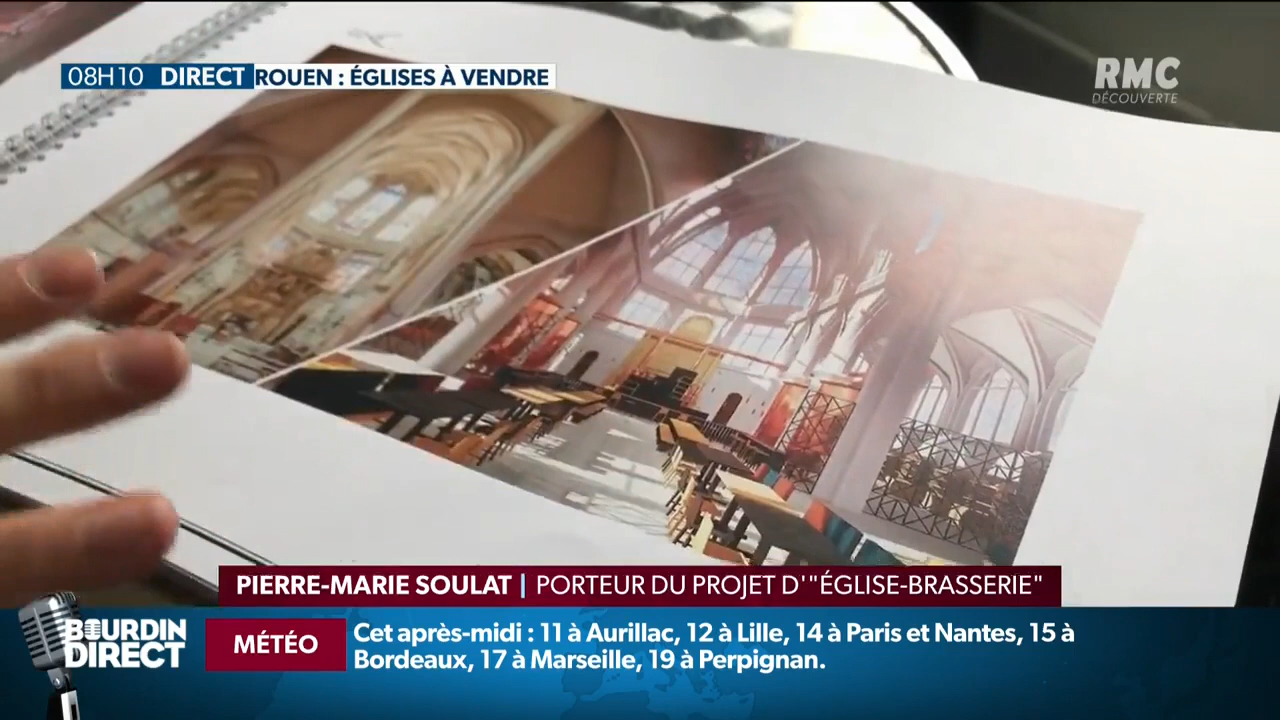 08H10 DIRECT ROUEN : ÉGLISES À VENDRE
RMC
DÉCOUVERTE
PIERRE-MARIE SOULAT | PORTEUR DU PROJET D'"ÉGLISE-BRASSERIE"
BOURDIN
DIRECT
MÉTÉO
Cet après-midi : 11 à Aurillac, 12 à Lille, 14 à Paris et Nantes, 15 à
Bordeaux, 17 à Marseille, 19 à Perpignan.